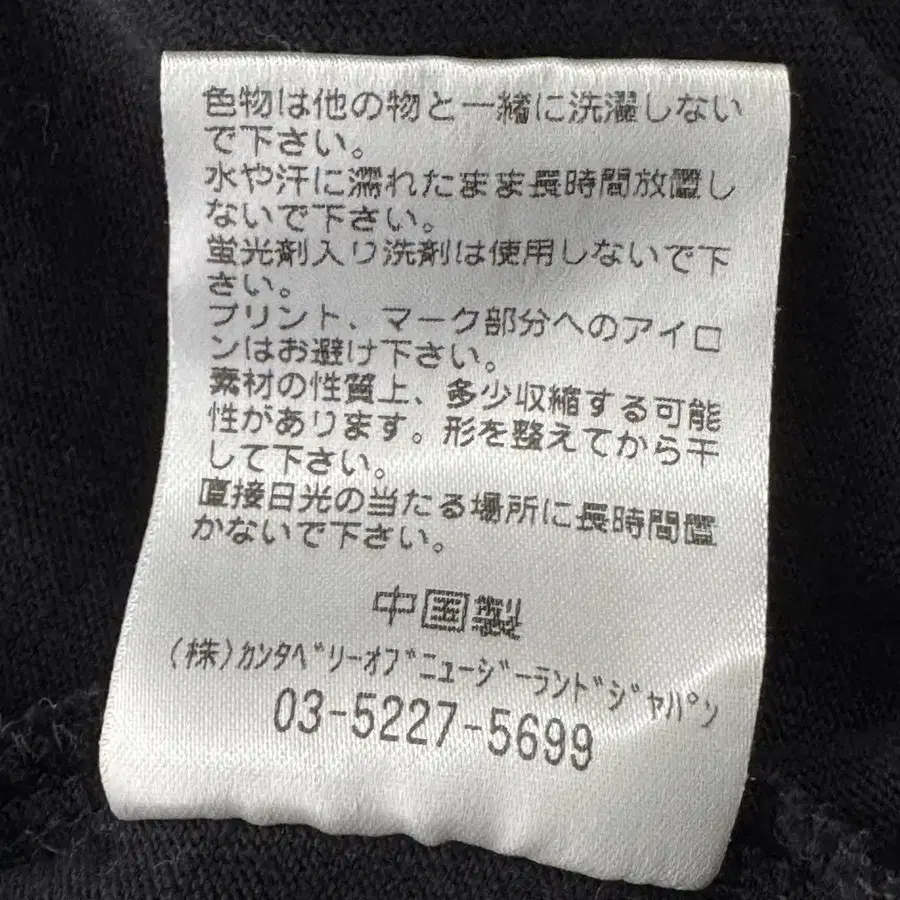 色物は他の物と一緒に洗濯しない
で下さい。
水や汗に濡れたまま長時間放置し
ないで下さい。
蛍光剤入り洗剤は使用しないで下
さい。
プリント、マーク部分へのアイロ
ンはお避け下さい。
素材の性質上、多少収縮する可能
性があります。形を整えてから干
して下さい。
直接日光の当たる場所に長時間置
かないで下さい。
中国製
(株)カンタベリーオブニュージーランドジャパン
03-5227-5699